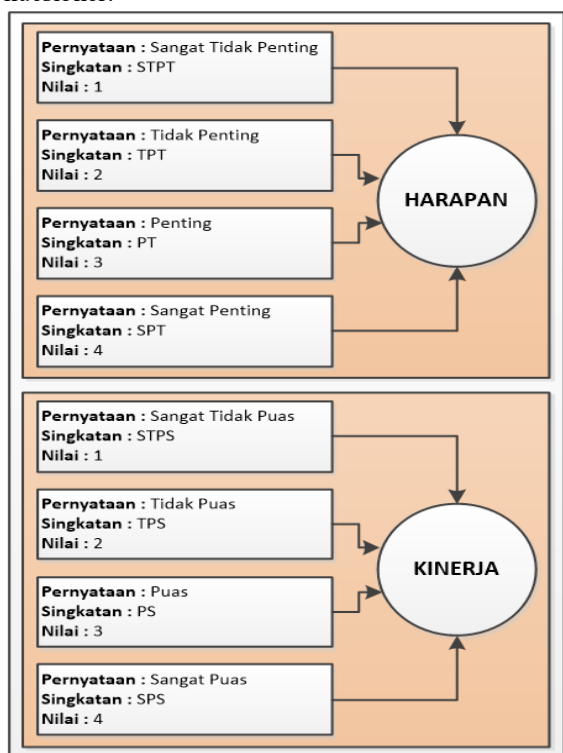 Pernyataan : Sangat Tidak Penting
Singkatan : STPT
Nilai : 1
Pernyataan : Tidak Penting
Singkatan : TPT
Nilai : 2
Pernyataan : Penting
Singkatan : PT
Nilai : 3
Pernyataan : Sangat Penting
Singkatan : SPT
Nilai : 4
HARAPAN
Pernyataan : Sangat Tidak Puas
Singkatan : STPS
Nilai : 1
Pernyataan : Tidak Puas
Singkatan : TPS
Nilai : 2
Pernyataan : Puas
Singkatan : PS
Nilai : 3
Pernyataan : Sangat Puas
Singkatan : SPS
Nilai : 4
KINERJA